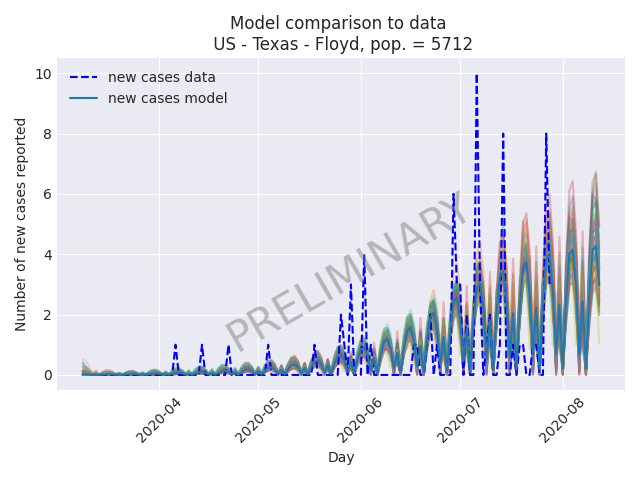 Model comparison to data
US - Texas - Floyd, pop. = 5712
new cases data
new cases model
PRELIMINARY
Number of new cases reported
10
8
6
4
2
0
2020-04
2020-05
2020-06
2020-07
2020-08
Day